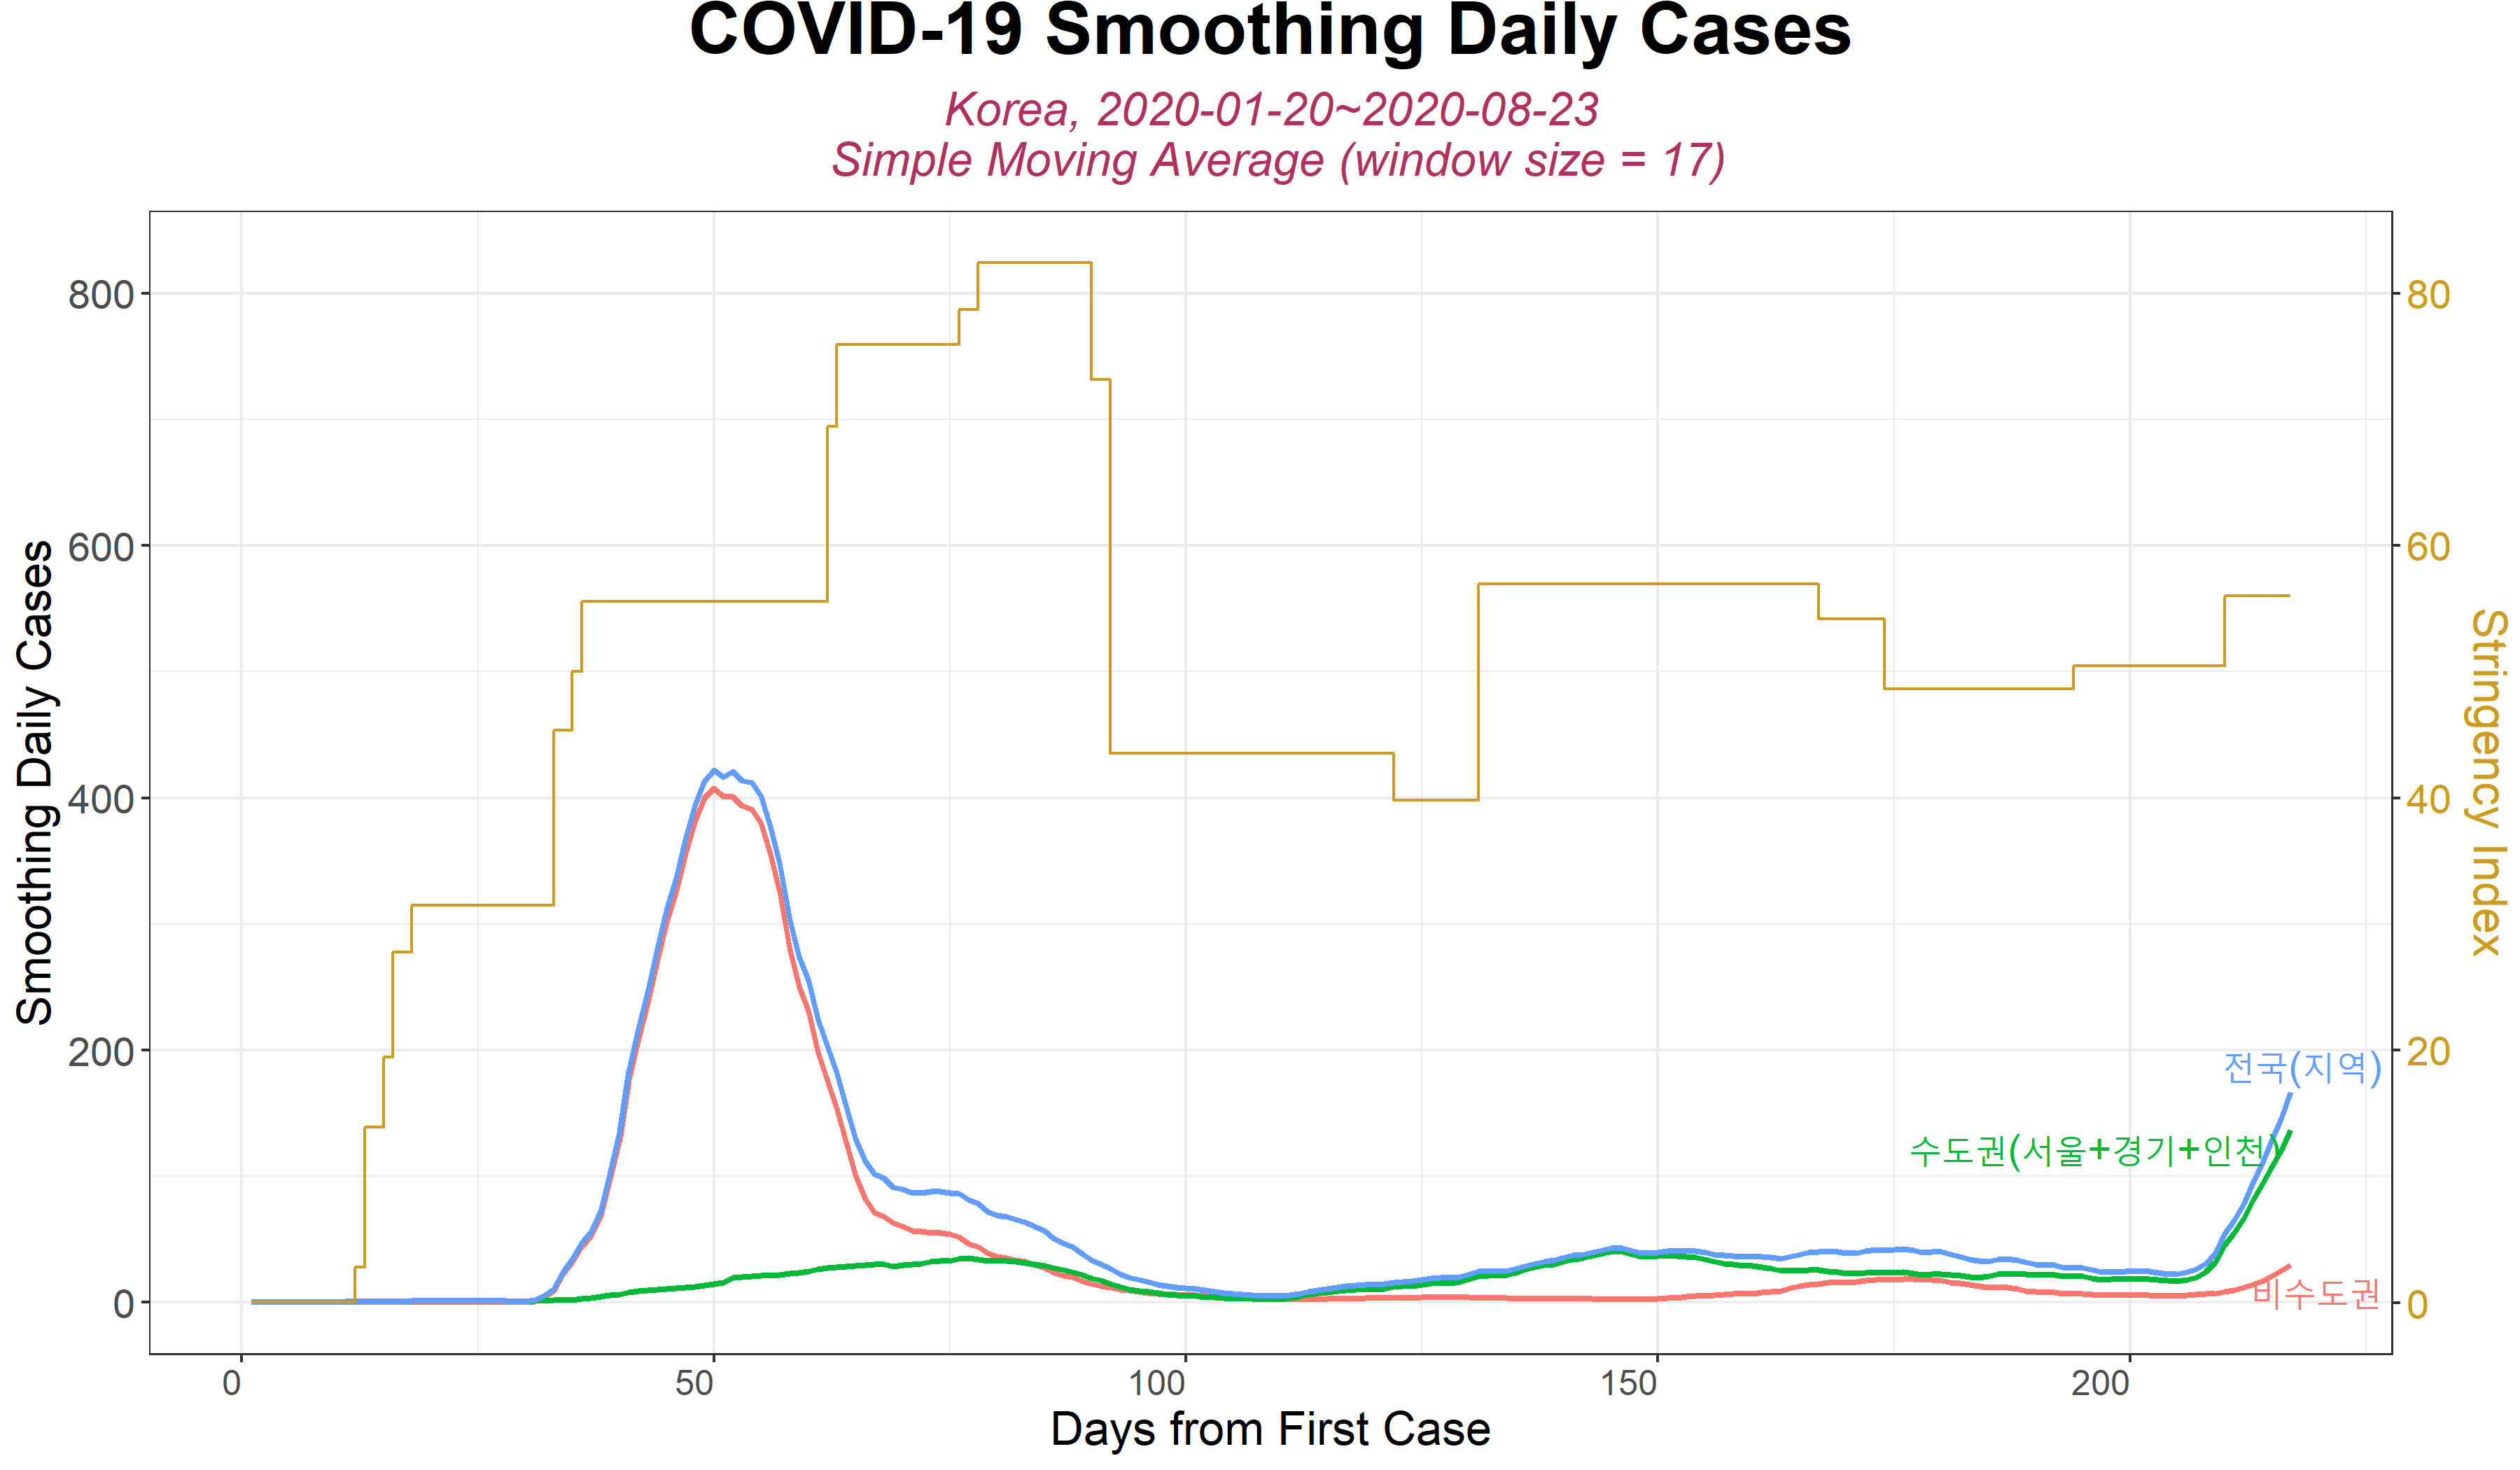 COVID-19 Smoothing Daily Cases
Korea, 2020-01-20~2020-08-23
Simple Moving Average (window size = 17)
Smoothing Daily Cases
800
600
400
200
0
80
60
40
20
0
Stringency Index
전국(지역)
수도권(서울+경기+인천)
비수도권
0 50 100 150 200
Days from First Case